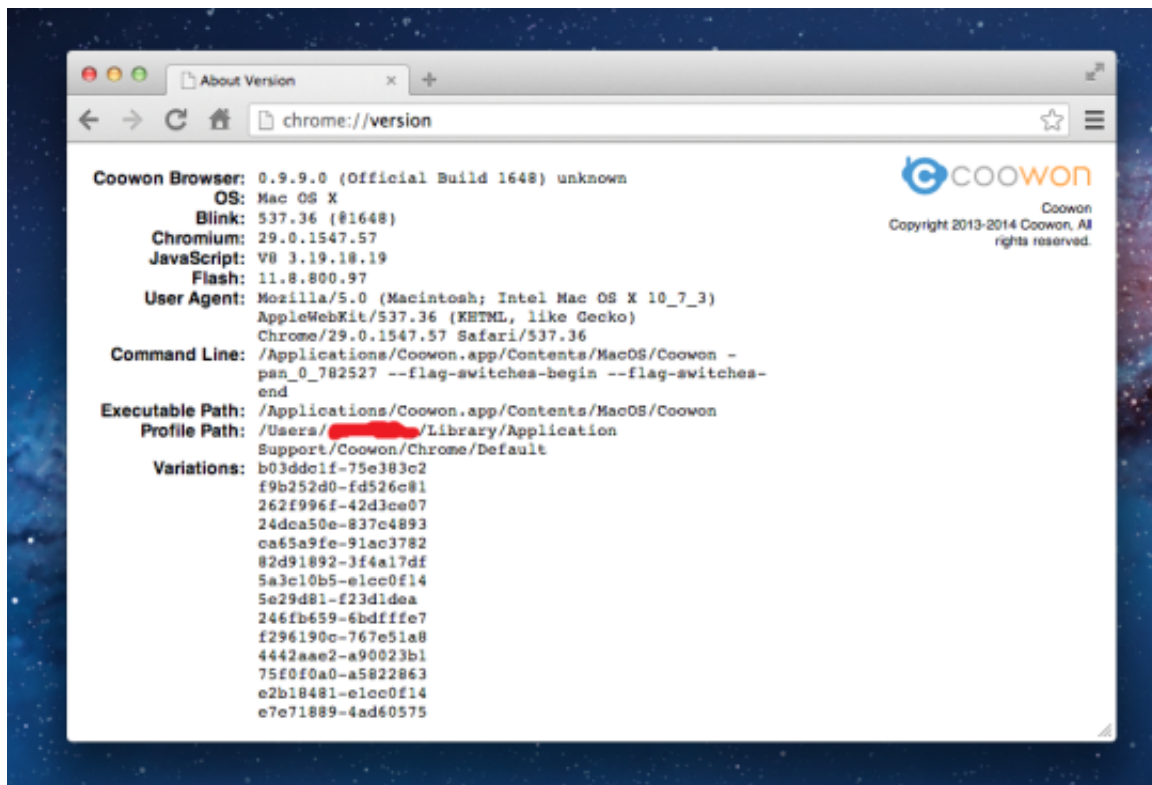 About Version
chrome://version
coowon
Coowon
Copyright 2013-2014 Coowon, All
rights reserved.
Coowon Browser: 0.9.9.0 (Official Build 1648) unknown
OS: Mac OS X
Blink: 537.36 (@1648)
Chromium: 29.0.1547.57
JavaScript: V8 3.19.18.19
Flash: 11.8.800.97
User Agent: Mozilla/5.0 (Macintosh; Intel Mac OS X 10_7_3)
AppleWebKit/537.36 (KHTML, like Gecko)
Chrome/29.0.1547.57 Safari/537.36
Command Line: /Applications/Coowon.app/Contents/MacOS/Coowon -
psn_0_782527 --flag-switches-begin --flag-switches-
end
Executable Path: /Applications/Coowon.app/Contents/MacOS/Coowon
Profile Path: /Users/ /Library/Application
Support/Coowon/Chrome/Default
Variations: b03ddc1f-75e383c2
f9b252d0-fd526c81
262f996f-42d3ce07
24dca50e-837c4893
ca65a9fe-91ac3782
82d91892-3f4a17df
5a3c10b5-e1cc0f14
5e29d81-f23d1dea
246fb659-6bdfffe7
f296190c-767e51a8
4442aae2-a90023b1
75f0f0a0-a5822863
e2b18481-e1cc0f14
e7e71889-4ad60575